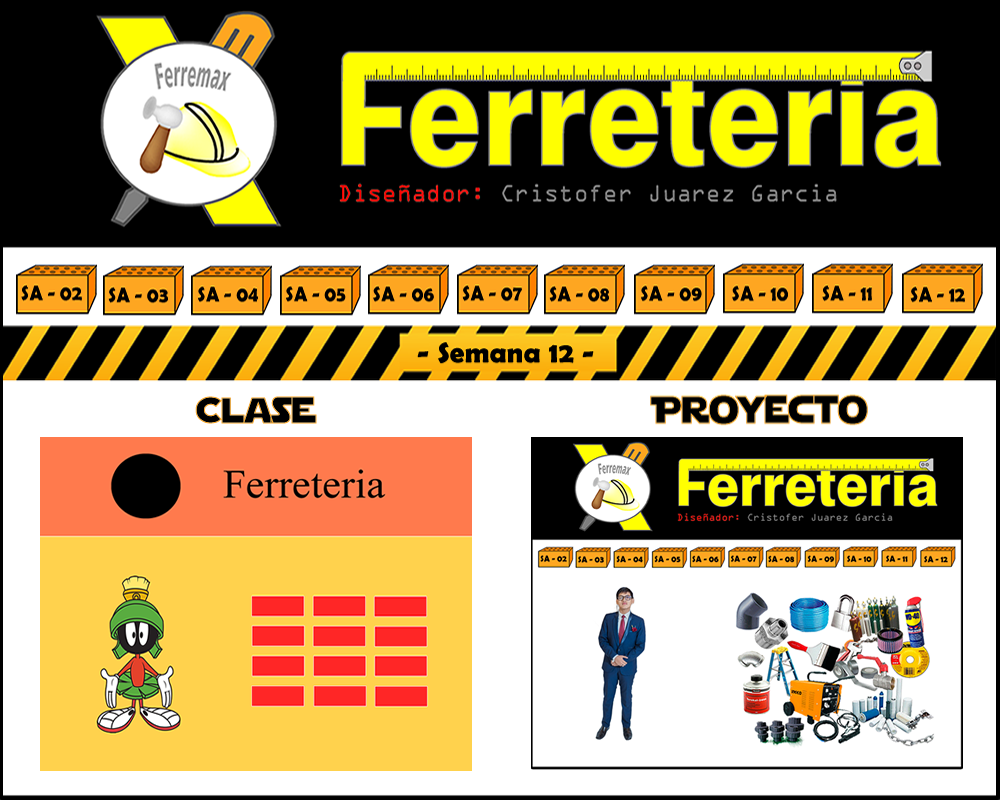 Ferremax
Ferretería
Diseñador: Cristofer Juarez Garcia
SA - 02 SA - 03 SA - 04 SA - 05 SA - 06 SA - 07 SA - 08 SA - 09 SA - 10 SA - 11 SA - 12
- Semana 12 -
CLASE
PROYECTO
Ferreteria
Ferremax
Ferretería
Diseñador: Cristofer Juarez Garcia
SA - 02 SA - 03 SA - 04 SA - 05 SA - 06 SA - 07 SA - 08 SA - 09 SA - 10 SA - 11 SA - 12